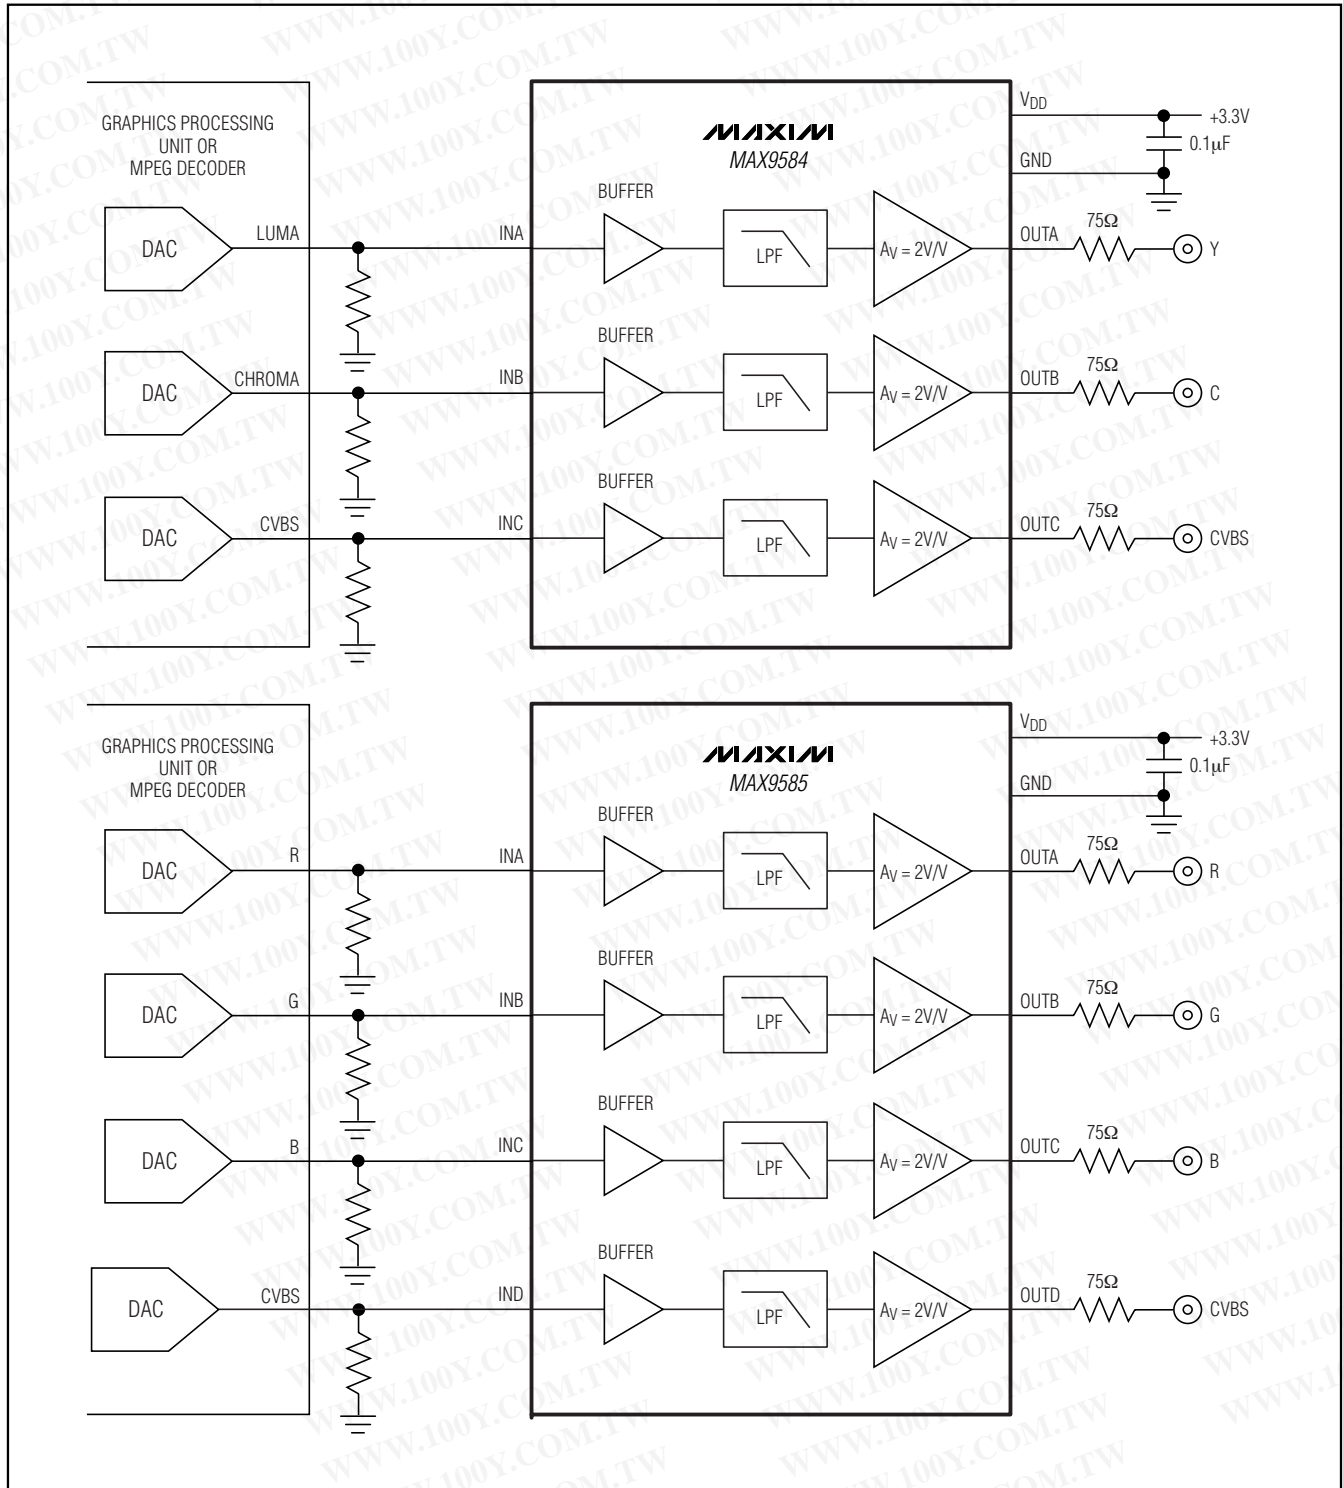 GRAPHICS PROCESSING
UNIT OR
MPEG DECODER
MAXIM
MAX9584
VDD
+3.3V
0.1µF
GND
DAC
LUMA
INA
BUFFER
LPF
AV = 2V/V
OUTA
75Ω
Y
DAC
CHROMA
INB
BUFFER
LPF
AV = 2V/V
OUTB
75Ω
C
DAC
CVBS
INC
BUFFER
LPF
AV = 2V/V
OUTC
75Ω
CVBS
GRAPHICS PROCESSING
UNIT OR
MPEG DECODER
MAXIM
MAX9585
VDD
+3.3V
0.1µF
GND
DAC
R
INA
BUFFER
LPF
AV = 2V/V
OUTA
75Ω
R
DAC
G
INB
BUFFER
LPF
AV = 2V/V
OUTB
75Ω
G
DAC
B
INC
BUFFER
LPF
AV = 2V/V
OUTC
75Ω
B
DAC
CVBS
IND
BUFFER
LPF
AV = 2V/V
OUTD
75Ω
CVBS
WWW.100Y.COM.TW